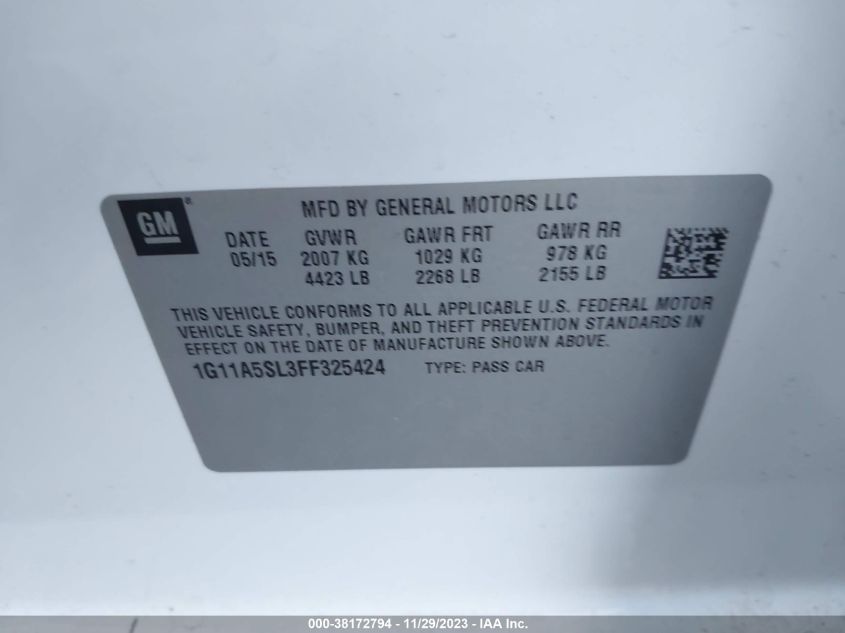 GM®
MFD BY GENERAL MOTORS LLC
DATE GVWR GAWR FRT GAWR RR
05/15 2007 KG 1029 KG 978 KG
4423 LB 2268 LB 2155 LB
THIS VEHICLE CONFORMS TO ALL APPLICABLE U.S. FEDERAL MOTOR
VEHICLE SAFETY, BUMPER, AND THEFT PREVENTION STANDARDS IN
EFFECT ON THE DATE OF MANUFACTURE SHOWN ABOVE.
1G11A5SL3FF325424 TYPE: PASS CAR
000-38172794 - 11/29/2023 - IAA Inc.